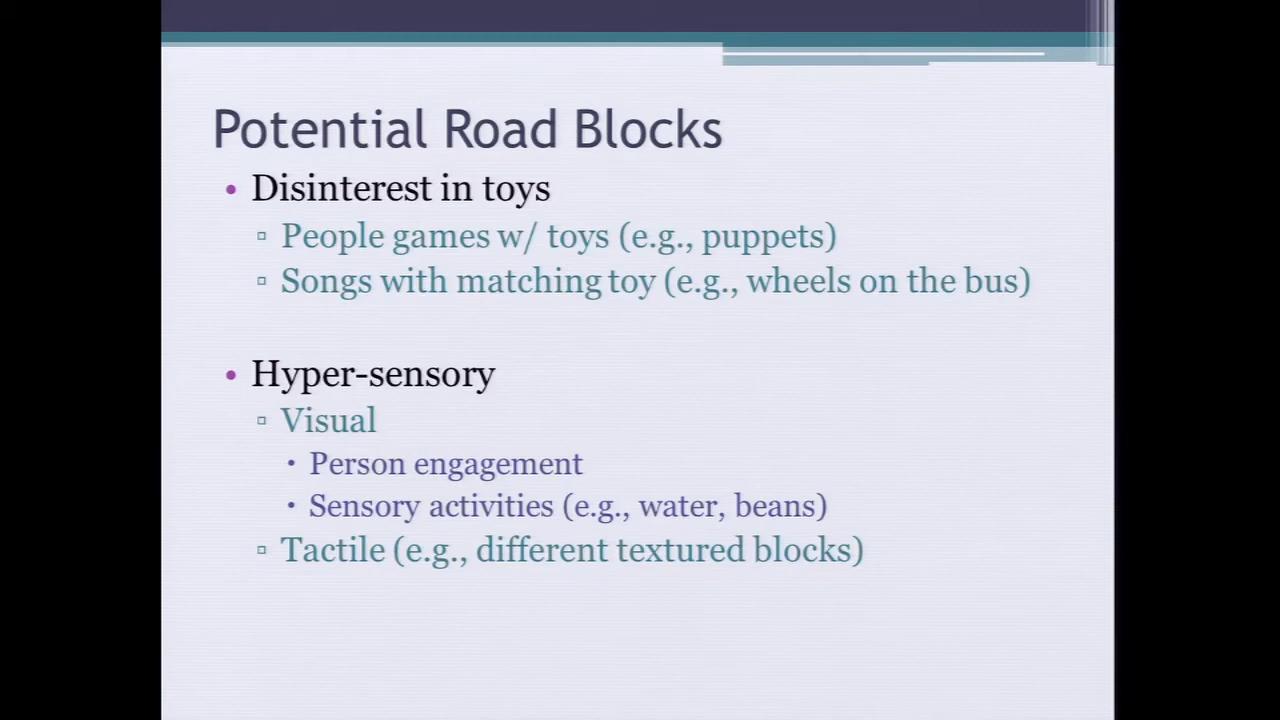 Potential Road Blocks
• Disinterest in toys
▫ People games w/ toys (e.g., puppets)
▫ Songs with matching toy (e.g., wheels on the bus)
• Hyper-sensory
▫ Visual
• Person engagement
• Sensory activities (e.g., water, beans)
▫ Tactile (e.g., different textured blocks)